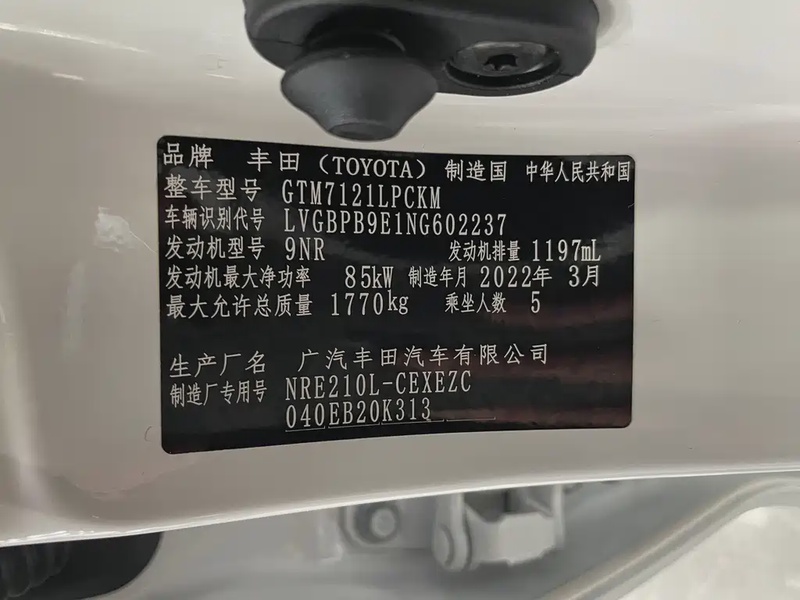 品牌 丰田（TOYOTA） 制造国 中华人民共和国
整车型号 GTM7121LPCKM
车辆识别代号 LVGBPB9E1NG602237
发动机型号 9NR 发动机排量 1197mL
发动机最大净功率 85kW 制造年月 2022年 3月
最大允许总质量 1770kg 乘坐人数 5
生产厂名 广汽丰田汽车有限公司
制造厂专用号 NRE210L-CEXEZC
040EB20K313